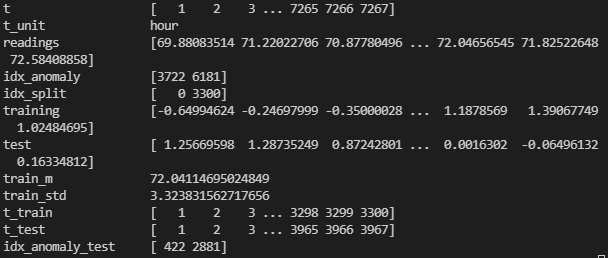 t [ 1 2 3 ... 7265 7266 7267]
t_unit hour
readings [69.88083514 71.22022706 70.87780496 ... 72.04656545 71.82522648
72.58408858]
idx_anomaly [3722 6181]
idx_split [ 0 3300]
training [-0.64994624 -0.24697999 -0.35000028 ... 1.1878569 1.39067749
1.02484695]
test [ 1.25669598 1.28735249 0.87242801 ... 0.0016302 -0.06496132
0.16334812]
train_m 72.04114695024849
train_std 3.323831562717656
t_train [ 1 2 3 ... 3298 3299 3300]
t_test [ 1 2 3 ... 3965 3966 3967]
idx_anomaly_test [ 422 2881]